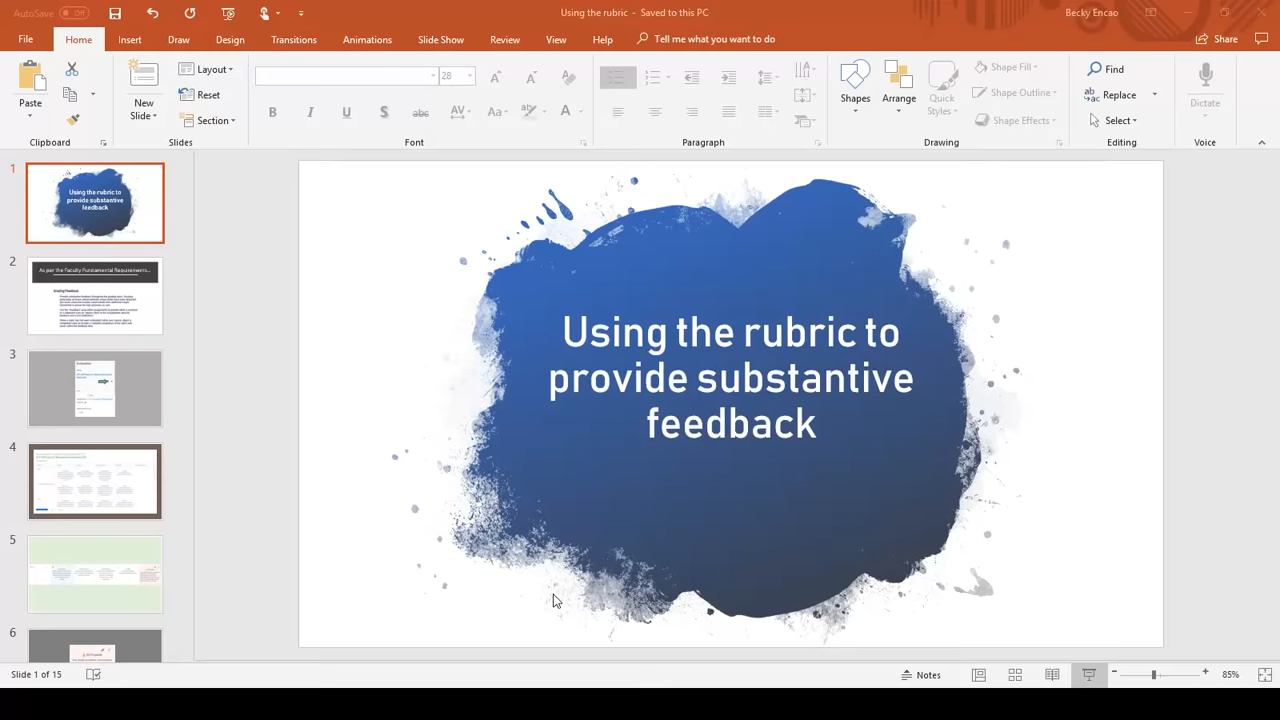 AutoSave Off
Using the rubric - Saved to this PC
Becky Encao
File Home Insert Draw Design Transitions Animations Slide Show Review View Help Tell me what you want to do Share
Paste
Clipboard
New Slide
Layout
Reset
Section
Slides
28
Font
Paragraph
Shapes
Arrange
Quick Styles
Shape Fill
Shape Outline
Shape Effects
Drawing
Find
Replace
Select
Editing
Dictate
Voice
1
Using the rubric to
provide substantive
feedback
2
As per the Faculty Fundamental Requirements...
3
4
5
6
Using the rubric to
provide substantive
feedback
Slide 1 of 15
Notes
85%